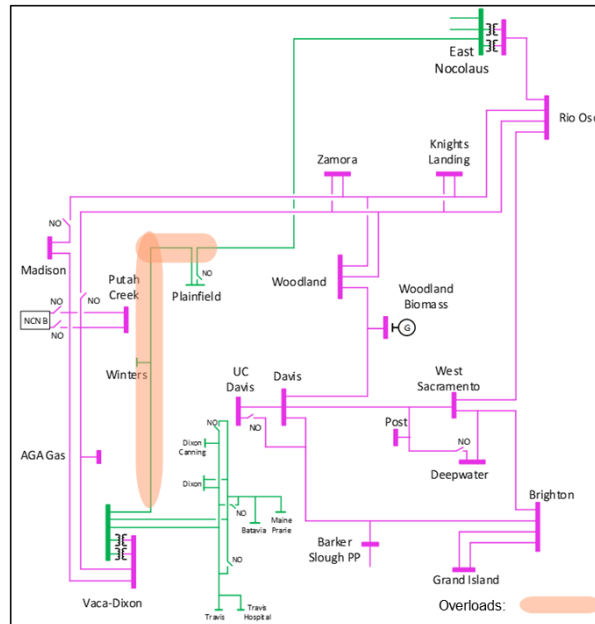 East
Nocolaus
Rio Oso
Knights
Landing
Zamora
NO
Madison
Putah
Creek
NO
Plainfield
Woodland
Woodland
Biomass
G
NO
NO
NCNB
NO
Winters
UC
Davis
Davis
West
Sacramento
NO
Post
NO
NO
Dixon
Canning
AGA Gas
Deepwater
Dixon
Brighton
NO
Batavia
Maine
Prarie
NO
Barker
Slough PP
Grand Island
Vaca-Dixon
Travis
Travis
Hospital
Overloads: